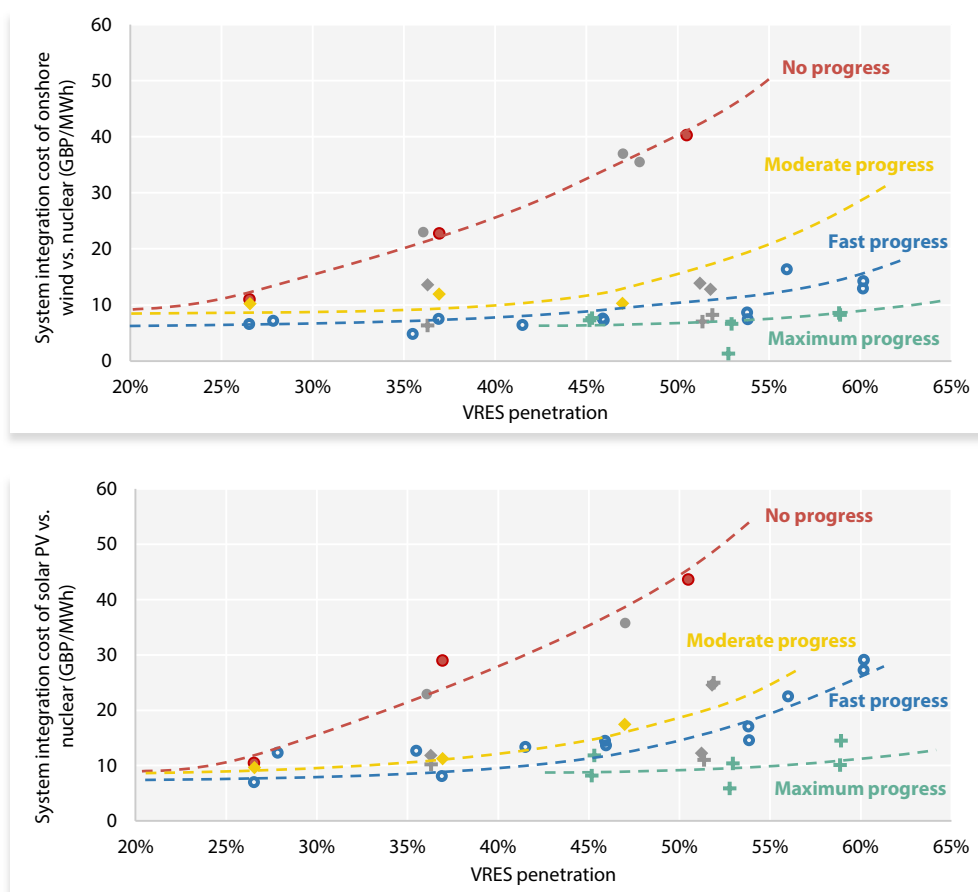 System integration cost of onshore
wind vs. nuclear (GBP/MWh)
60
50
40
30
20
10
0
No progress
Moderate progress
Fast progress
Maximum progress
20% 25% 30% 35% 40% 45% 50% 55% 60% 65%
VRES penetration
System integration cost of solar PV vs.
nuclear (GBP/MWh)
60
50
40
30
20
10
0
No progress
Moderate progress
Fast progress
Maximum progress
20% 25% 30% 35% 40% 45% 50% 55% 60% 65%
VRES penetration